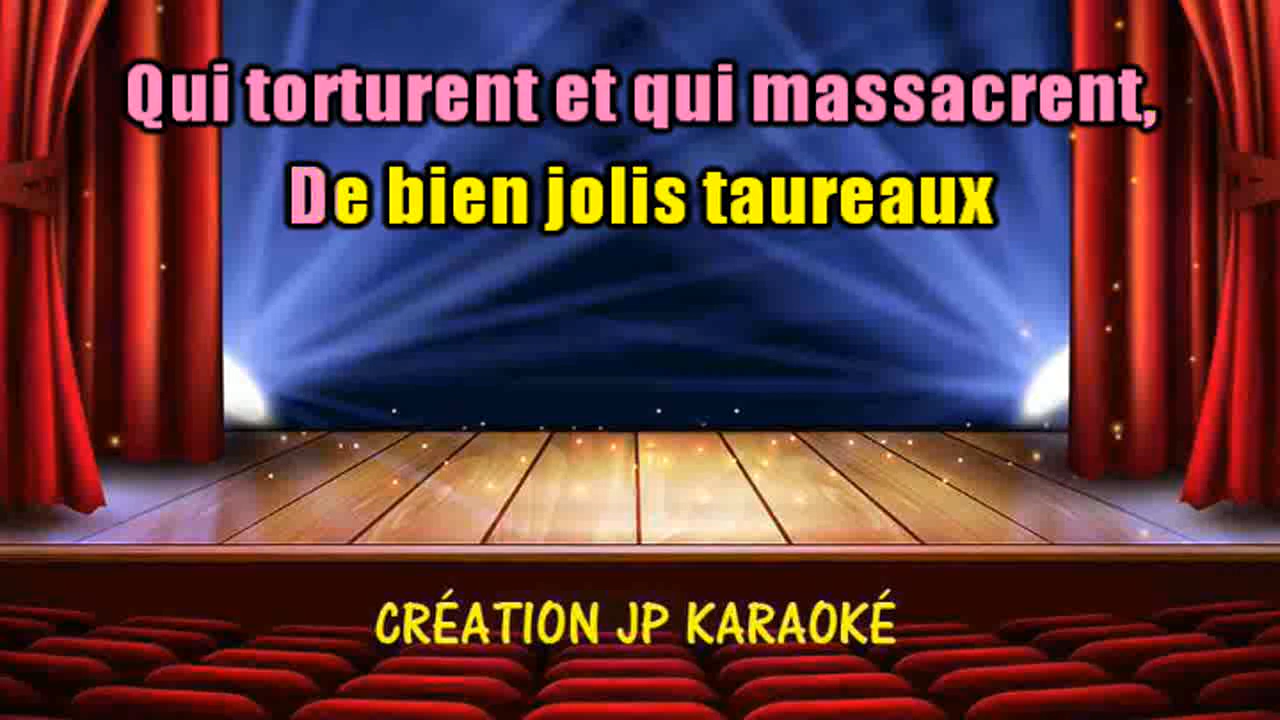 Qui torturent et qui massacrent,
De bien jolis taureaux
CRÉATION JP KARAOKÉ